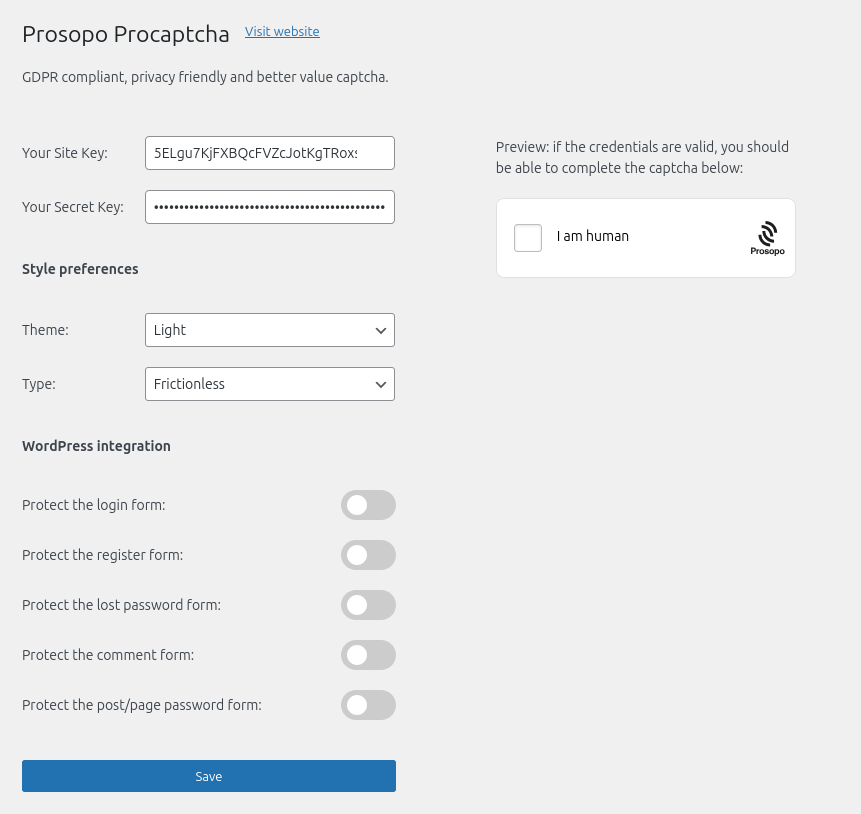 Prosopo Procaptcha Visit website
GDPR compliant, privacy friendly and better value captcha.
Your Site Key: 5ELgu7KjFXBQcFVZcJotKgTRoxs
Your Secret Key: ••••••••••••••••••••••••••••••••••••••••••••••••
Style preferences
Theme: Light
Type: Frictionless
WordPress integration
Protect the login form:
Protect the register form:
Protect the lost password form:
Protect the comment form:
Protect the post/page password form:
Save
Preview: if the credentials are valid, you should
be able to complete the captcha below:
I am human
Prosopo